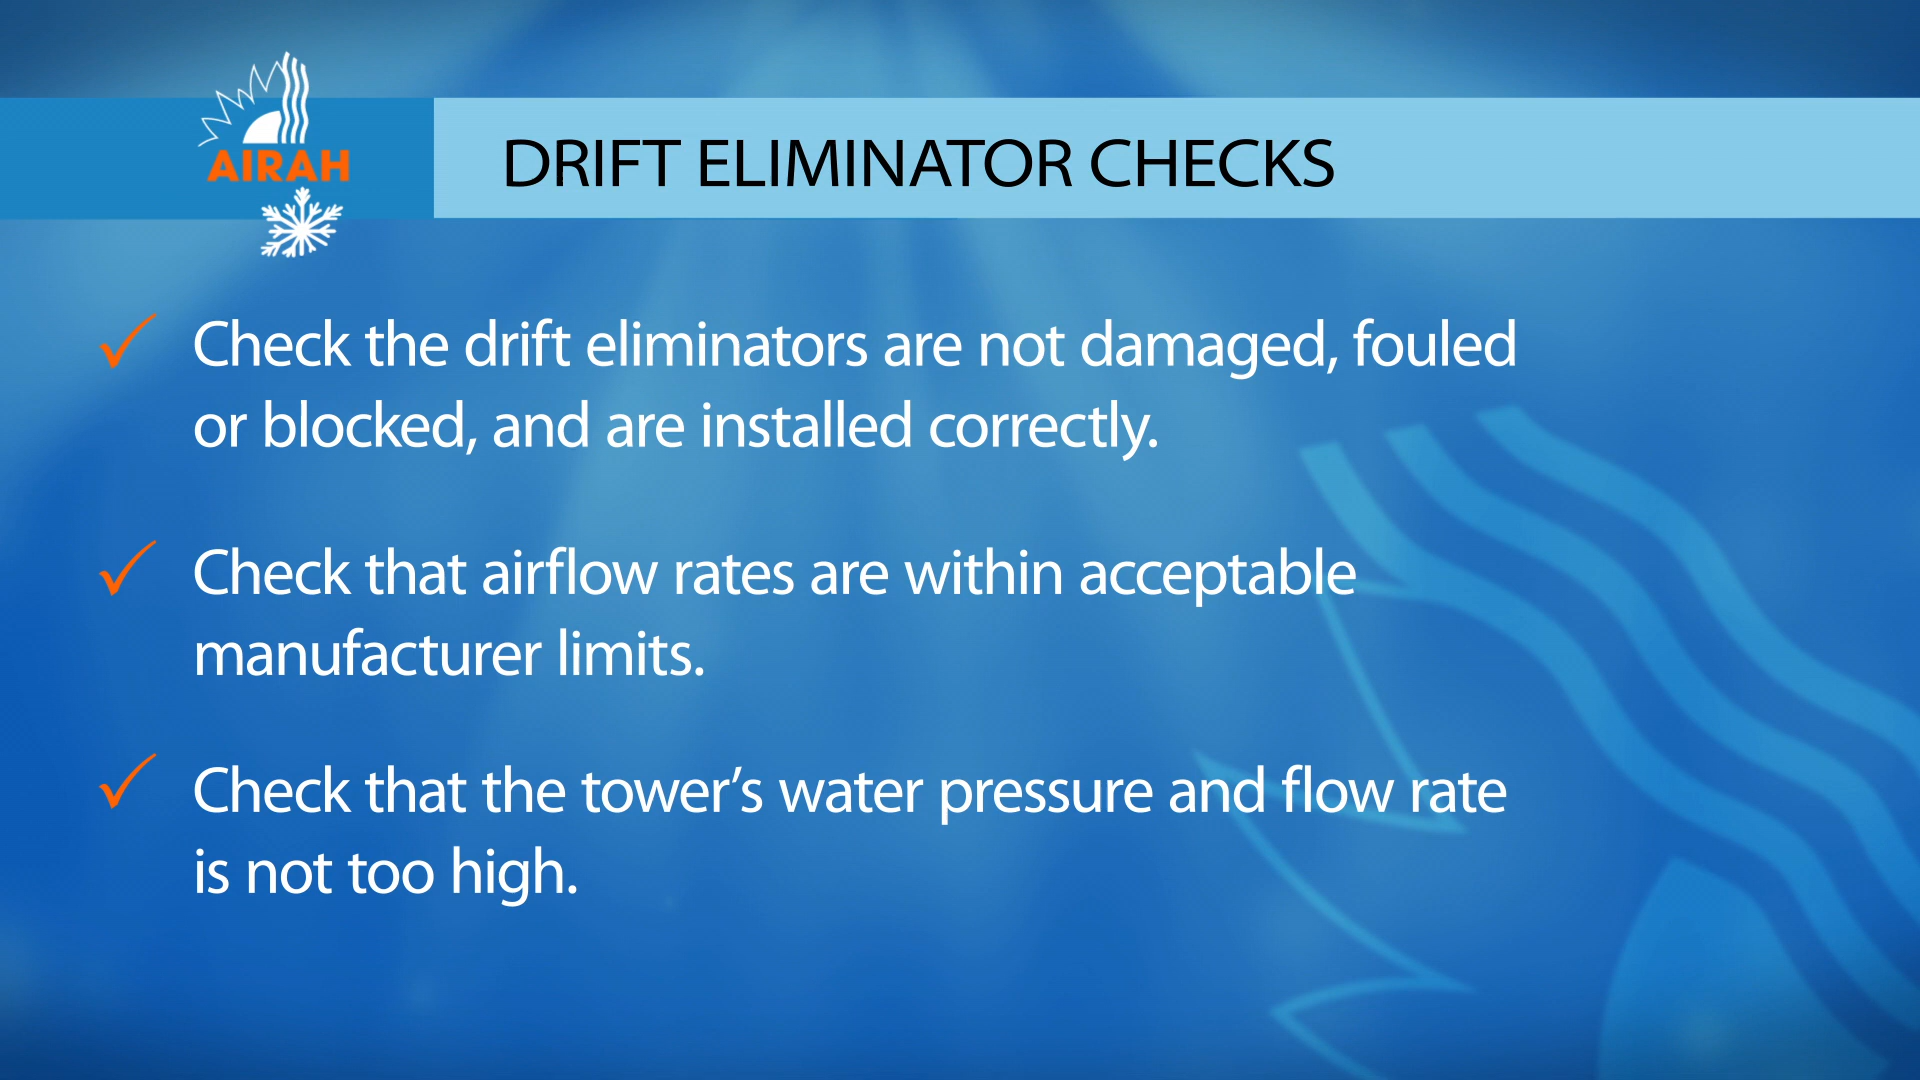 AIRAH
DRIFT ELIMINATOR CHECKS
Check the drift eliminators are not damaged, fouled
or blocked, and are installed correctly.
Check that airflow rates are within acceptable
manufacturer limits.
Check that the tower’s water pressure and flow rate
is not too high.